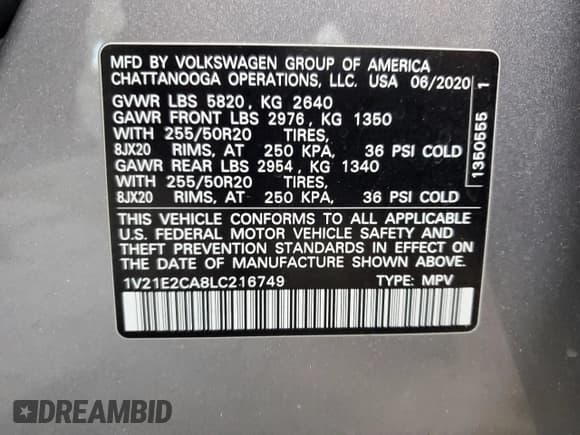 MFD BY VOLKSWAGEN GROUP OF AMERICA
CHATTANOOGA OPERATIONS, LLC. USA 06/2020
GVWR LBS 5820, KG 2640
GAWR FRONT LBS 2976, KG 1350
WITH 255/50R20 TIRES,
8JX20 RIMS, AT 250 KPA, 36 PSI COLD
GAWR REAR LBS 2954, KG 1340
WITH 255/50R20 TIRES,
8JX20 RIMS, AT 250 KPA, 36 PSI COLD
THIS VEHICLE CONFORMS TO ALL APPLICABLE
U.S. FEDERAL MOTOR VEHICLE SAFETY AND
THEFT PREVENTION STANDARDS IN EFFECT ON
THE DATE OF MANUFACTURE SHOWN ABOVE.
1V21E2CA8LC216749 TYPE: MPV
1350555 1
DREAMBID